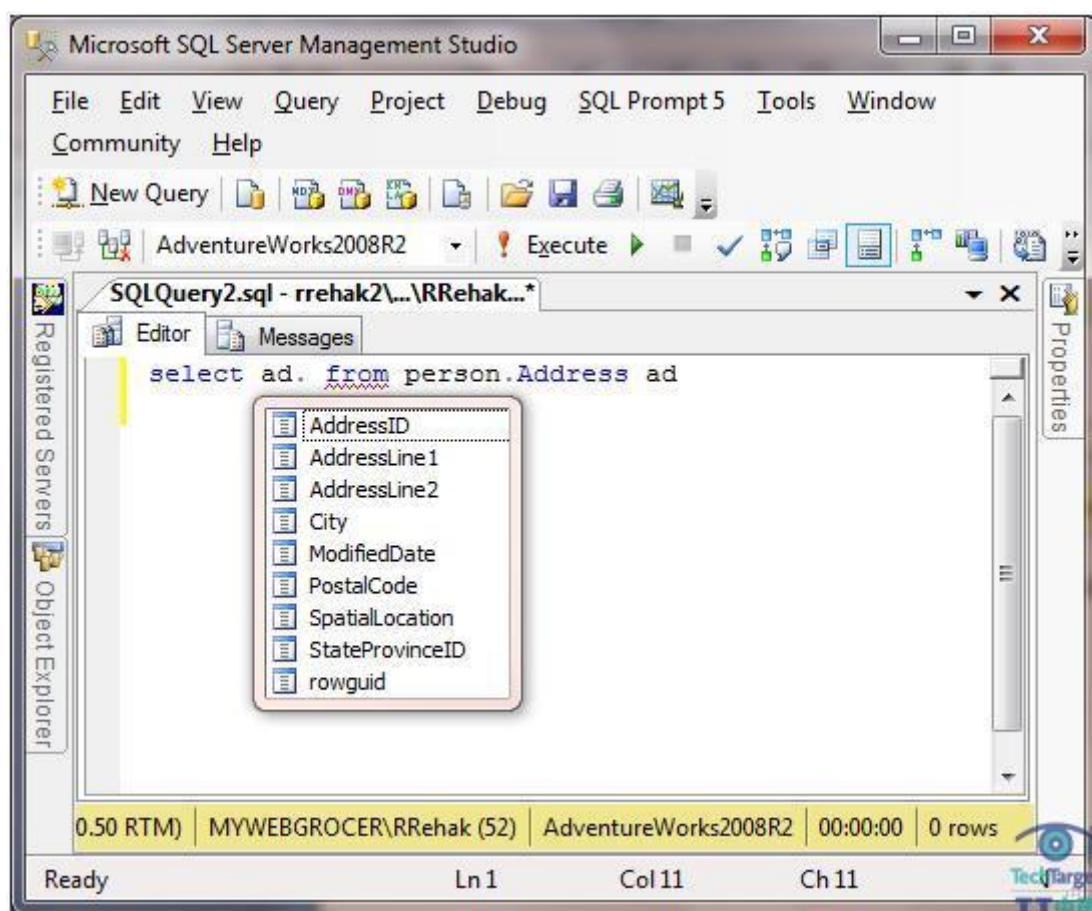 Microsoft SQL Server Management Studio
File Edit View Query Project Debug SQL Prompt 5 Tools Window
Community Help
New Query
AdventureWorks2008R2 Execute
SQLQuery2.sql - rrehak2\...\RRehak...*
Editor Messages
select ad. from person.Address ad
AddressID
AddressLine1
AddressLine2
City
ModifiedDate
PostalCode
SpatialLocation
StateProvinceID
rowguid
Registered Servers
Object Explorer
Properties
0.50 RTM) MYWEBGROCER\RRehak (52) AdventureWorks2008R2 00:00:00 0 rows
Ready Ln 1 Col 11 Ch 11